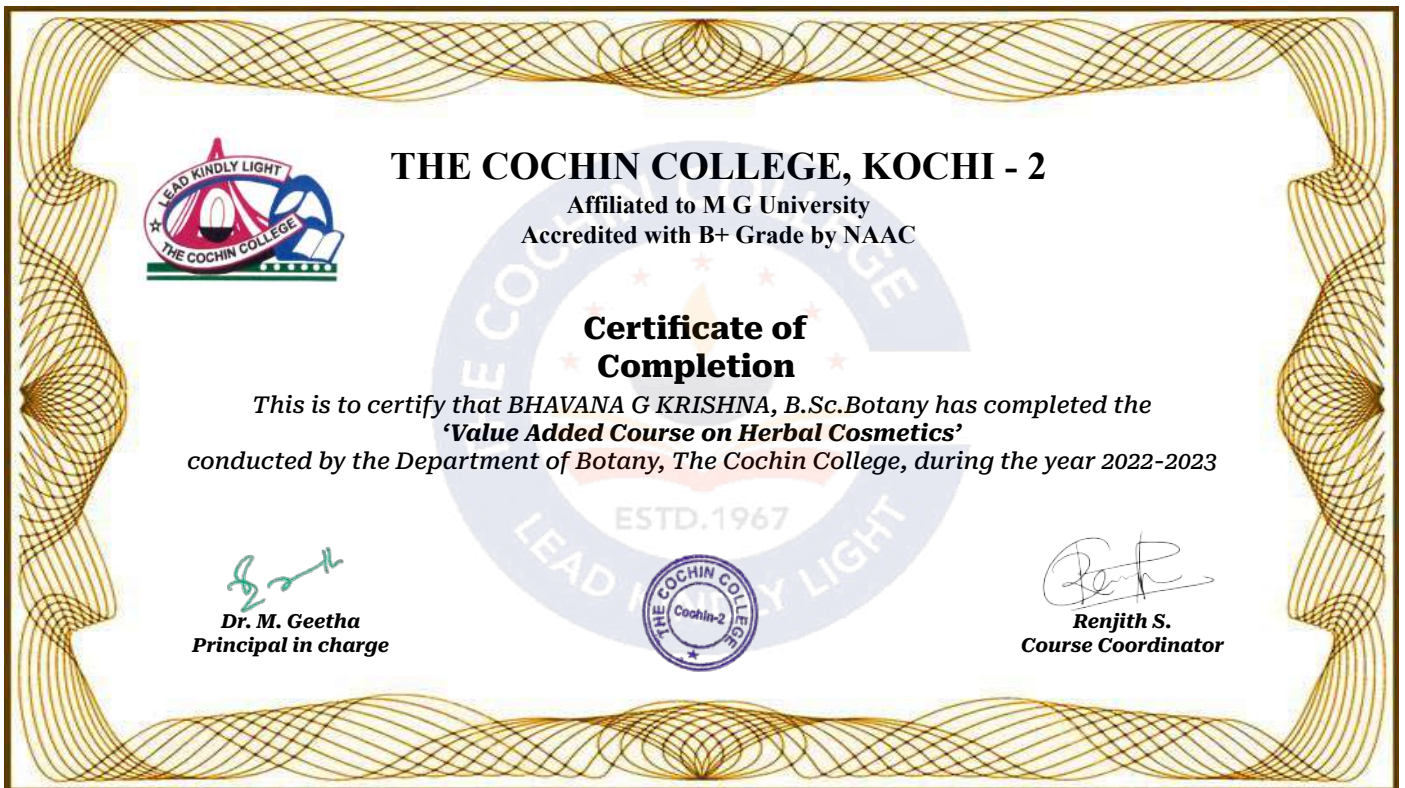 LEAD KINDLY LIGHT
THE COCHIN COLLEGE
THE COCHIN COLLEGE, KOCHI - 2
Affiliated to M G University
Accredited with B+ Grade by NAAC
THE COCHIN COLLEGE
Certificate of
Completion
This is to certify that BHAVANA G KRISHNA, B.Sc.Botany has completed the
‘Value Added Course on Herbal Cosmetics’
conducted by the Department of Botany, The Cochin College, during the year 2022-2023
ESTD.1967
LEAD KINDLY LIGHT
Dr. M. Geetha
Principal in charge
THE COCHIN COLLEGE
Cochin-2
Renjith S.
Course Coordinator